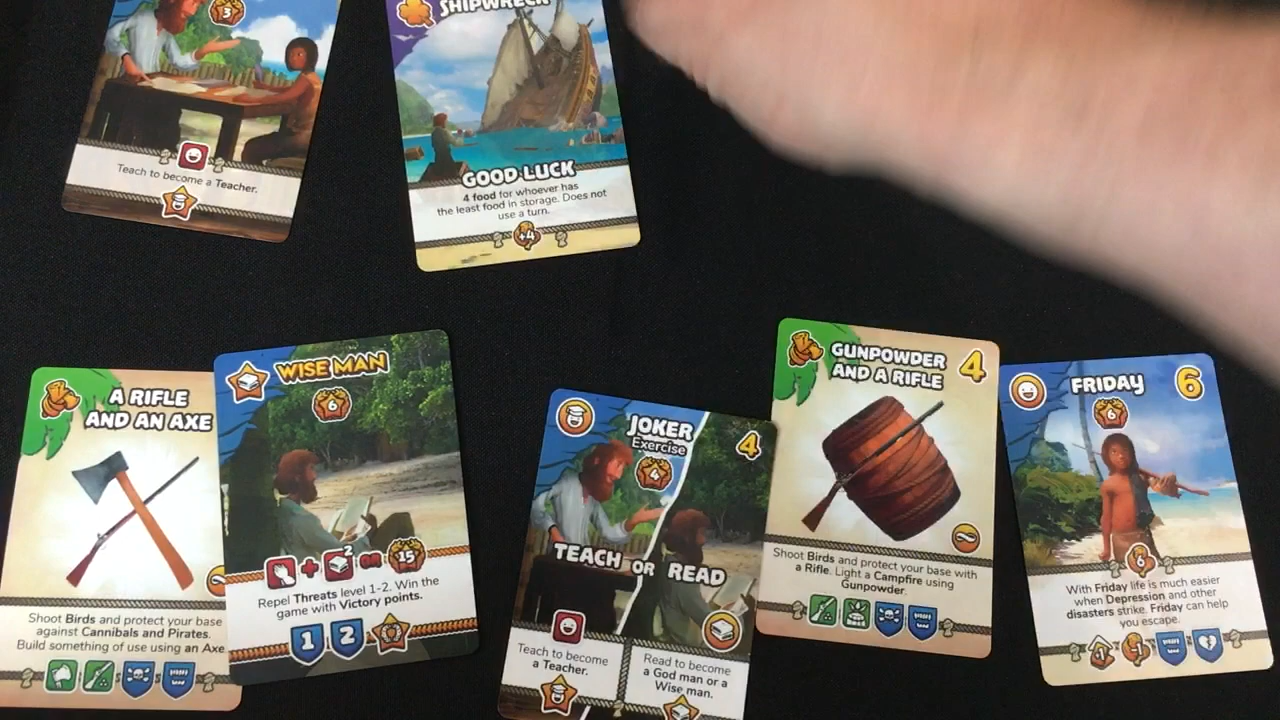 3
Teach to become a Teacher.
SHIPWRECK
GOOD LUCK
4 food for whoever has
the least food in storage. Does not
use a turn.
+4
A RIFLE
AND AN AXE
Shoot Birds and protect your base
against Cannibals and Pirates.
Build something of use using an Axe
WISE MAN
6
+ 2 OR 15
Repel Threats level 1-2. Win the
game with Victory points.
1 2
JOKER
Exercise
4
4
TEACH OR READ
Teach to become
a Teacher.
Read to become
a God man or a
Wise man.
GUNPOWDER
AND A RIFLE
4
Shoot Birds and protect your base with
a Rifle. Light a Campfire using
Gunpowder.
FRIDAY
6
6
6
With Friday life is much easier
when Depression and other
disasters strike. Friday can help
you escape.